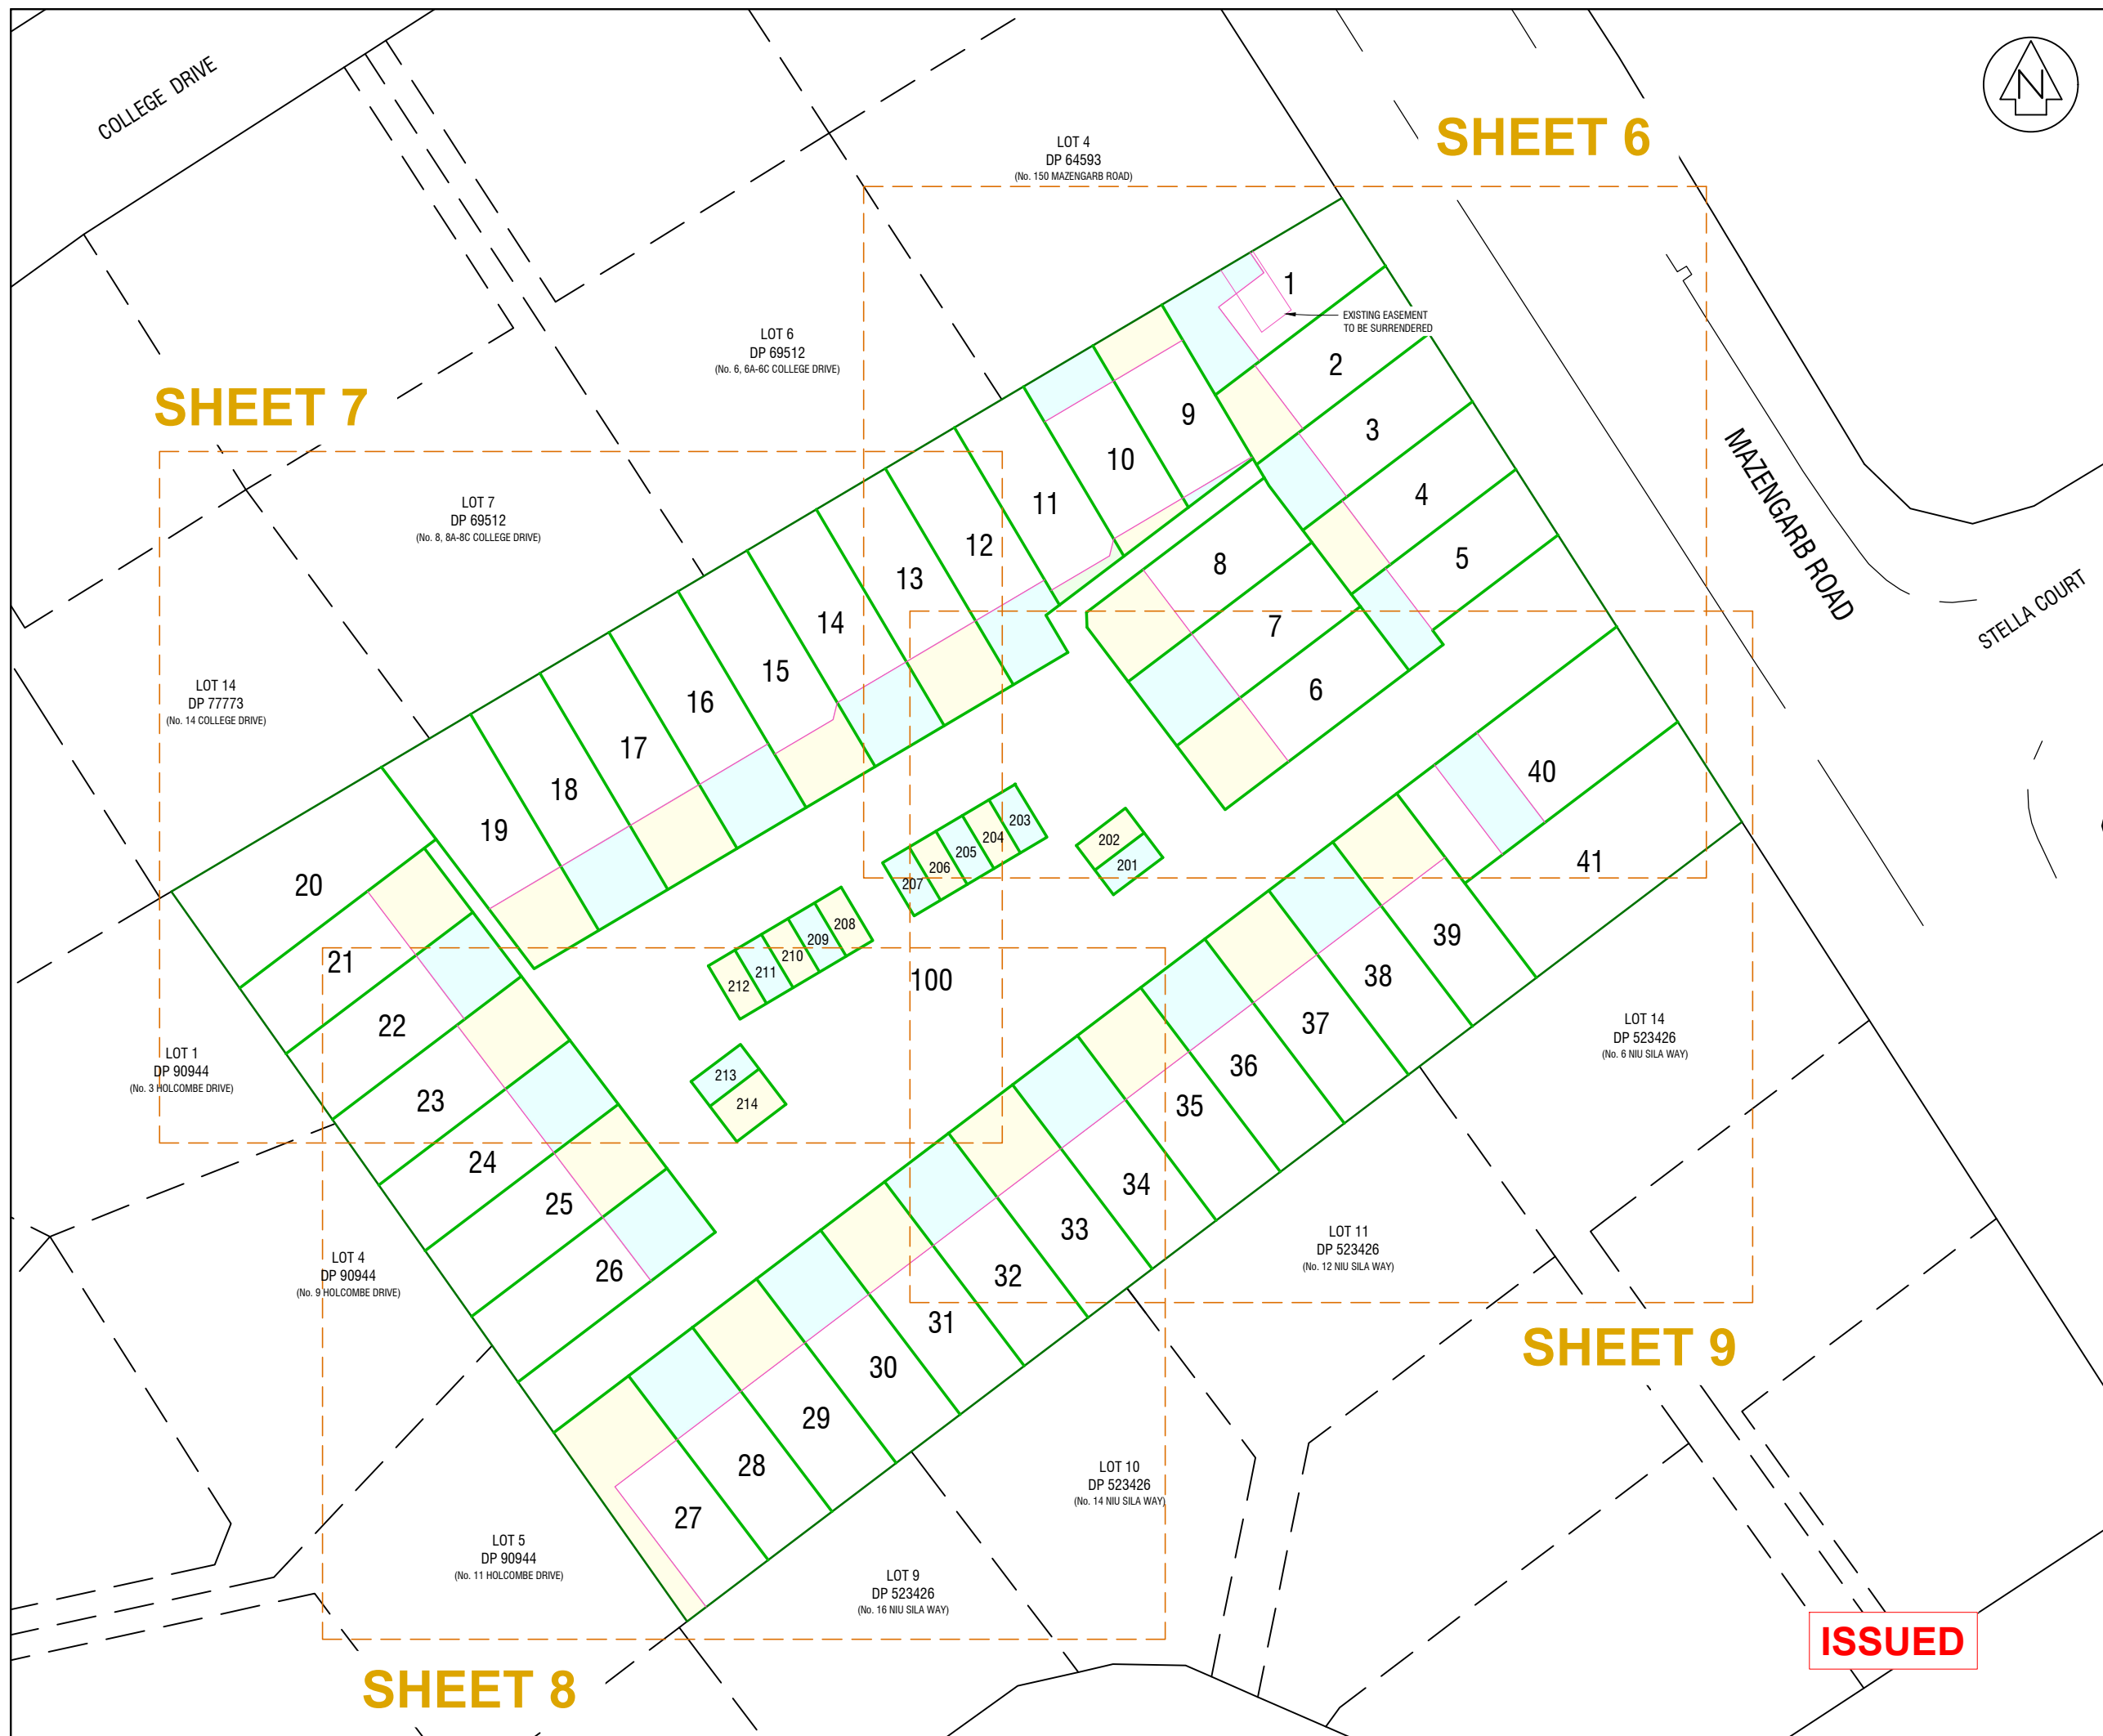 COLLEGE DRIVE
N
SHEET 6
LOT 4
DP 64593
(No. 150 MAZENGARB ROAD)
1
EXISTING EASEMENT
TO BE SURRENDERED
LOT 6
DP 69512
(No. 6, 6A-6C COLLEGE DRIVE)
2
SHEET 7
9
3
10
MAZENGARB ROAD
4
LOT 7
DP 69512
(No. 8, 8A-8C COLLEGE DRIVE)
11
12
5
8
13
STELLA COURT
14
7
15
6
LOT 14
DP 77773
(No. 14 COLLEGE DRIVE)
16
17
40
18
19
203
204
205
206
207
202
201
41
20
208
209
210
211
212
39
21
100
38
22
37
LOT 14
DP 523426
(No. 6 NIU SILA WAY)
LOT 1
DP 90944
(No. 3 HOLCOMBE DRIVE)
213
214
36
23
35
24
34
25
33
LOT 11
DP 523426
(No. 12 NIU SILA WAY)
LOT 4
DP 90944
(No. 9 HOLCOMBE DRIVE)
26
32
31
SHEET 9
30
29
28
LOT 10
DP 523426
(No. 14 NIU SILA WAY)
27
LOT 5
DP 90944
(No. 11 HOLCOMBE DRIVE)
LOT 9
DP 523426
(No. 16 NIU SILA WAY)
ISSUED
SHEET 8